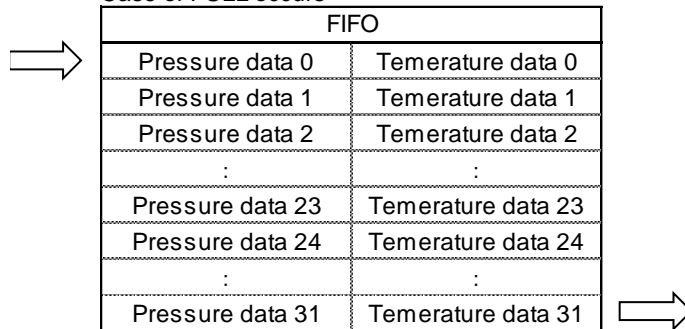 FIFO
Pressure data 0 Temerature data 0
Pressure data 1 Temerature data 1
Pressure data 2 Temerature data 2
: :
Pressure data 23 Temerature data 23
Pressure data 24 Temerature data 24
: :
Pressure data 31 Temerature data 31